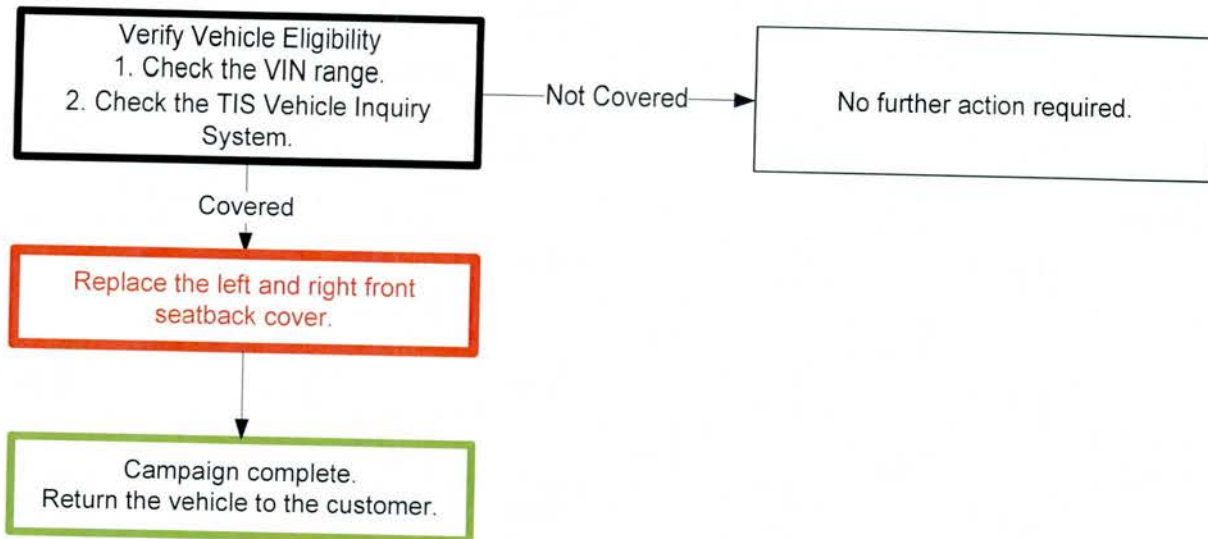 Verify Vehicle Eligibility
1. Check the VIN range.
2. Check the TIS Vehicle Inquiry
System.
Not Covered
No further action required.
Covered
Replace the left and right front
seatback cover.
Campaign complete.
Return the vehicle to the customer.